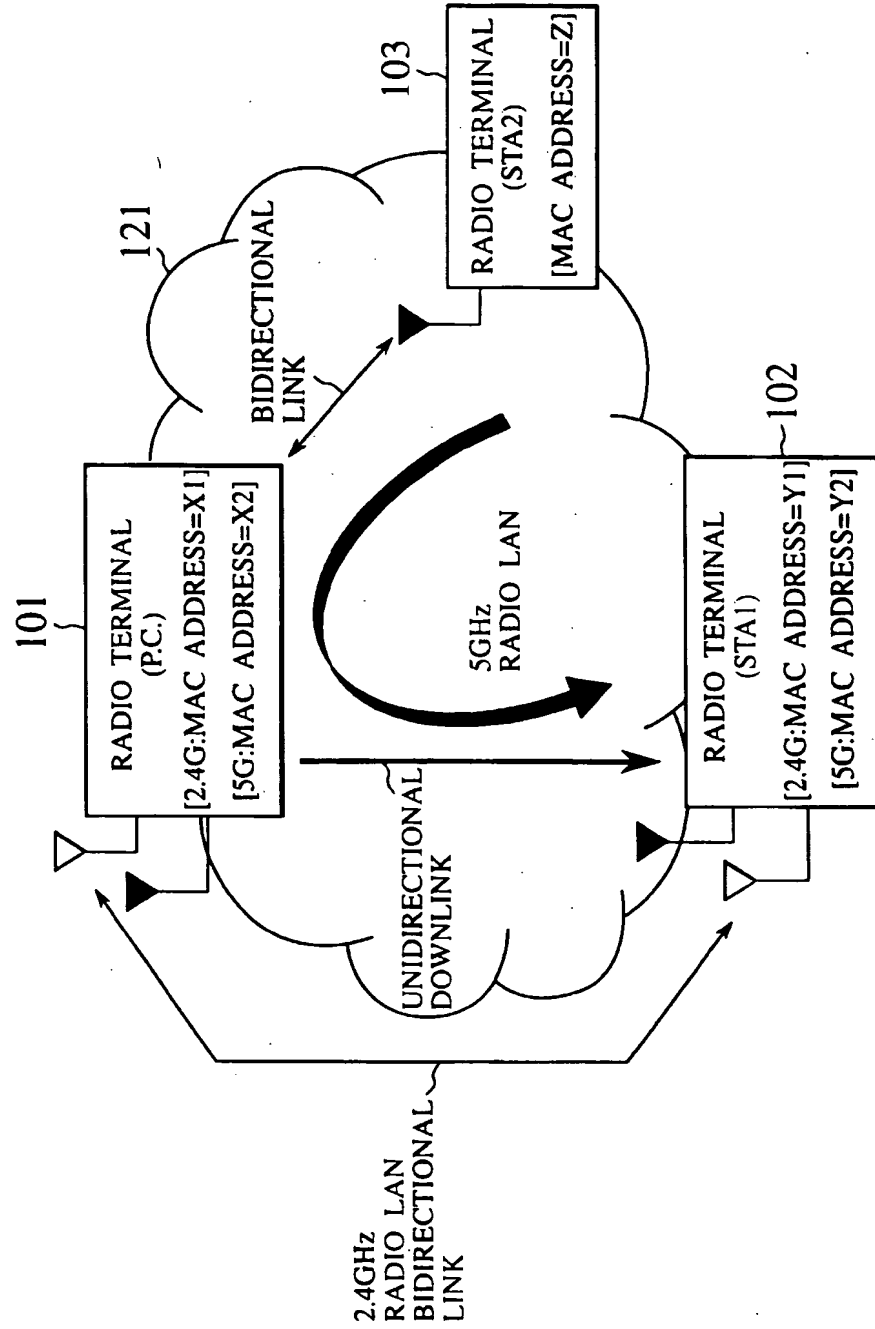 101
RADIO TERMINAL
(P.C.)
[2.4G:MAC ADDRESS=X1]
[5G:MAC ADDRESS=X2]
121
BIDIRECTIONAL
LINK
103
RADIO TERMINAL
(STA2)
[MAC ADDRESS=Z]
5GHz
RADIO LAN
UNIDIRECTIONAL
DOWNLINK
2.4GHz
RADIO LAN
BIDIRECTIONAL
LINK
102
RADIO TERMINAL
(STA1)
[2.4G:MAC ADDRESS=Y1]
[5G:MAC ADDRESS=Y2]